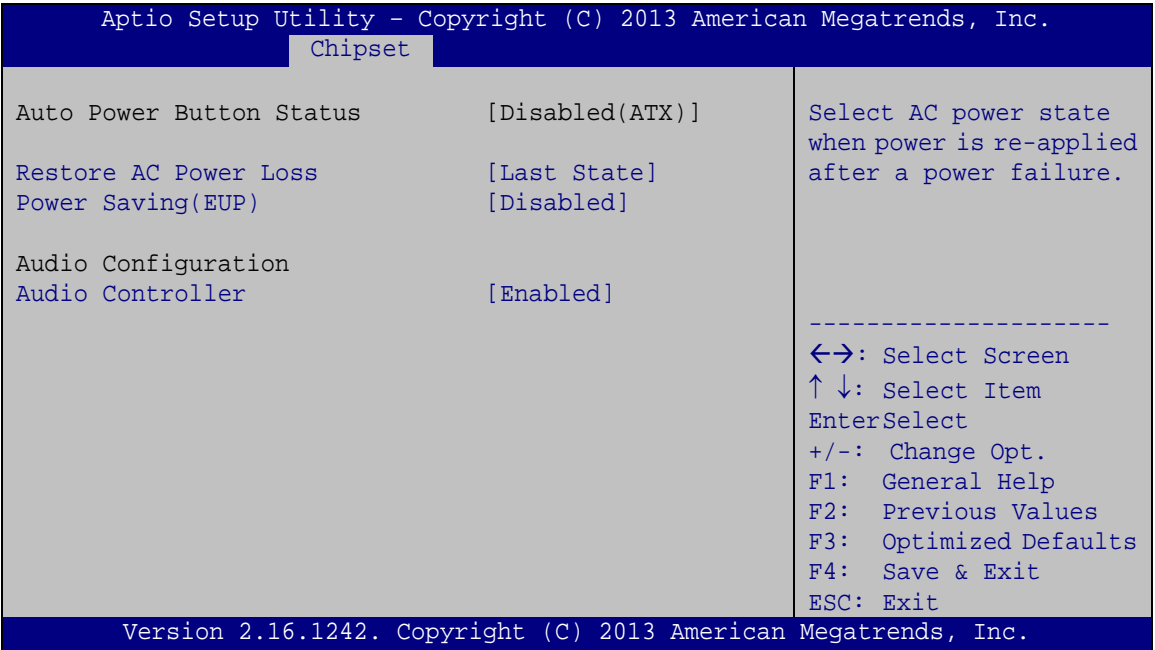 Aptio Setup Utility – Copyright (C) 2013 American Megatrends, Inc.
Chipset
Auto Power Button Status [Disabled(ATX)]
Restore AC Power Loss [Last State]
Power Saving(EUP) [Disabled]
Audio Configuration
Audio Controller [Enabled]
Select AC power state
when power is re-applied
after a power failure.
---------------------
←→: Select Screen
↑ ↓: Select Item
EnterSelect
+/-: Change Opt.
F1: General Help
F2: Previous Values
F3: Optimized Defaults
F4: Save & Exit
ESC: Exit
Version 2.16.1242. Copyright (C) 2013 American Megatrends, Inc.